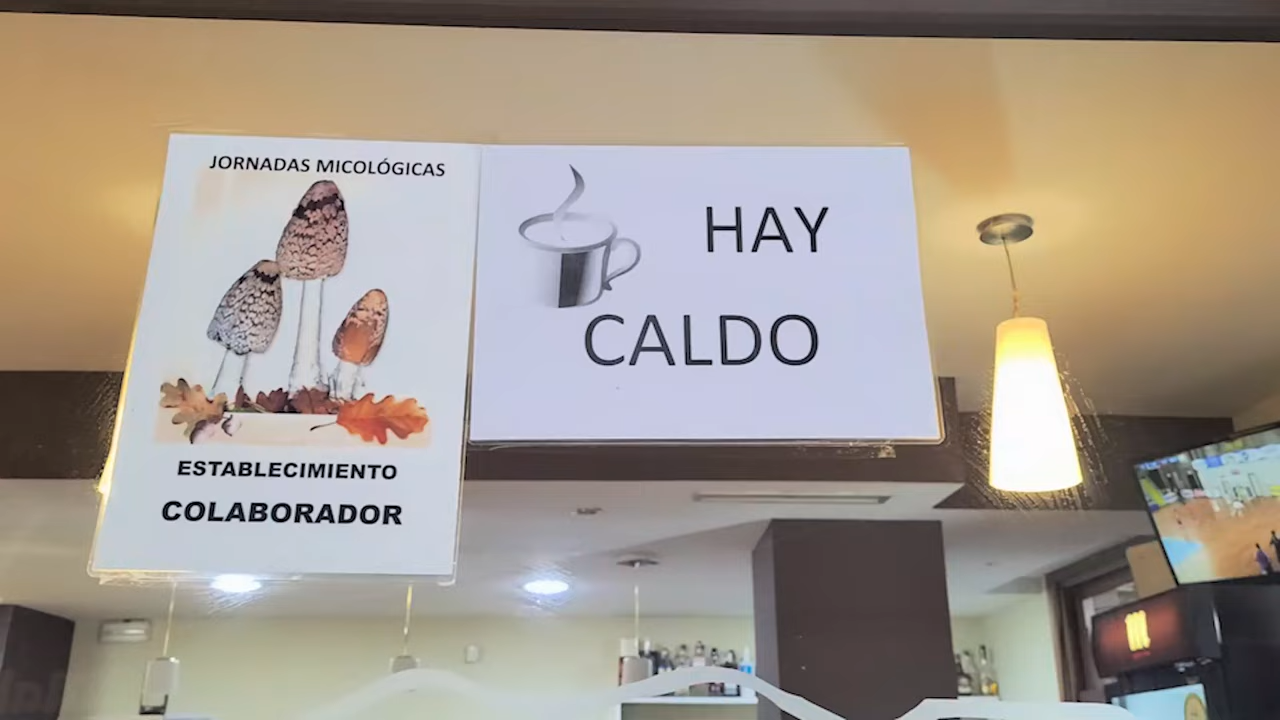 JORNADAS MICOLÓGICAS
ESTABLECIMIENTO
COLABORADOR
HAY
CALDO